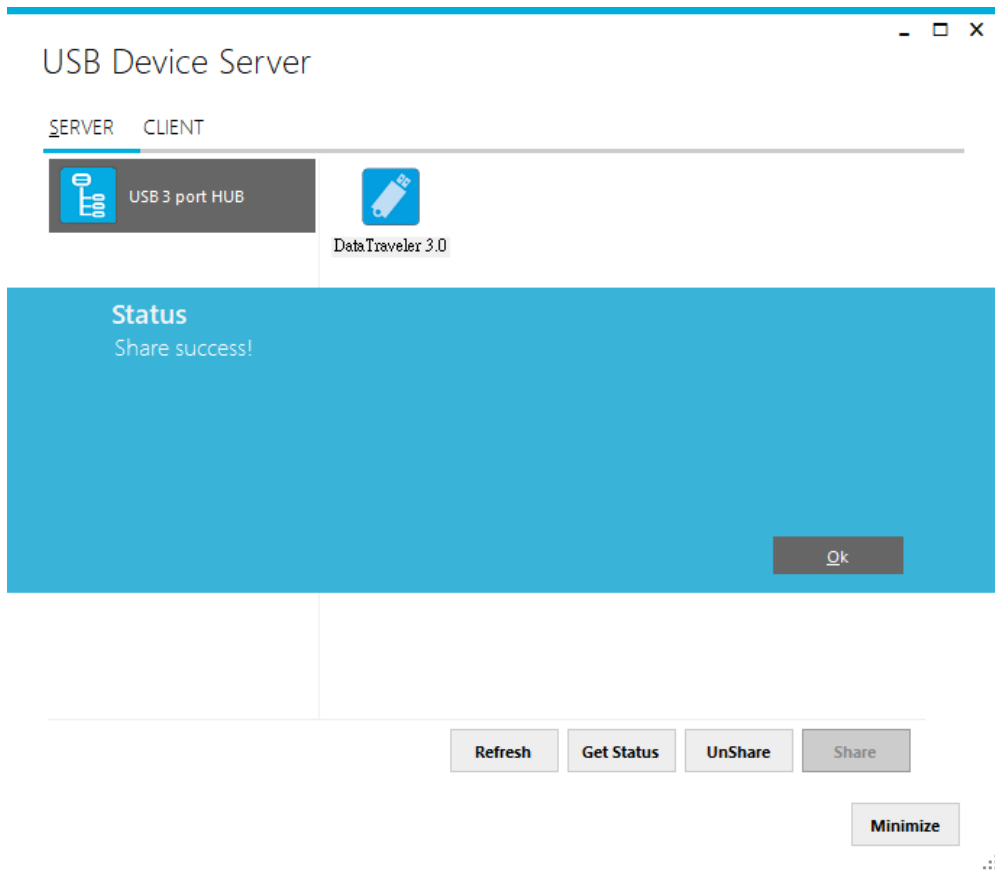 USB Device Server
SERVER CLIENT
USB 3 port HUB
DataTraveler 3.0
Status
Share success!
Ok
Refresh Get Status UnShare Share
Minimize